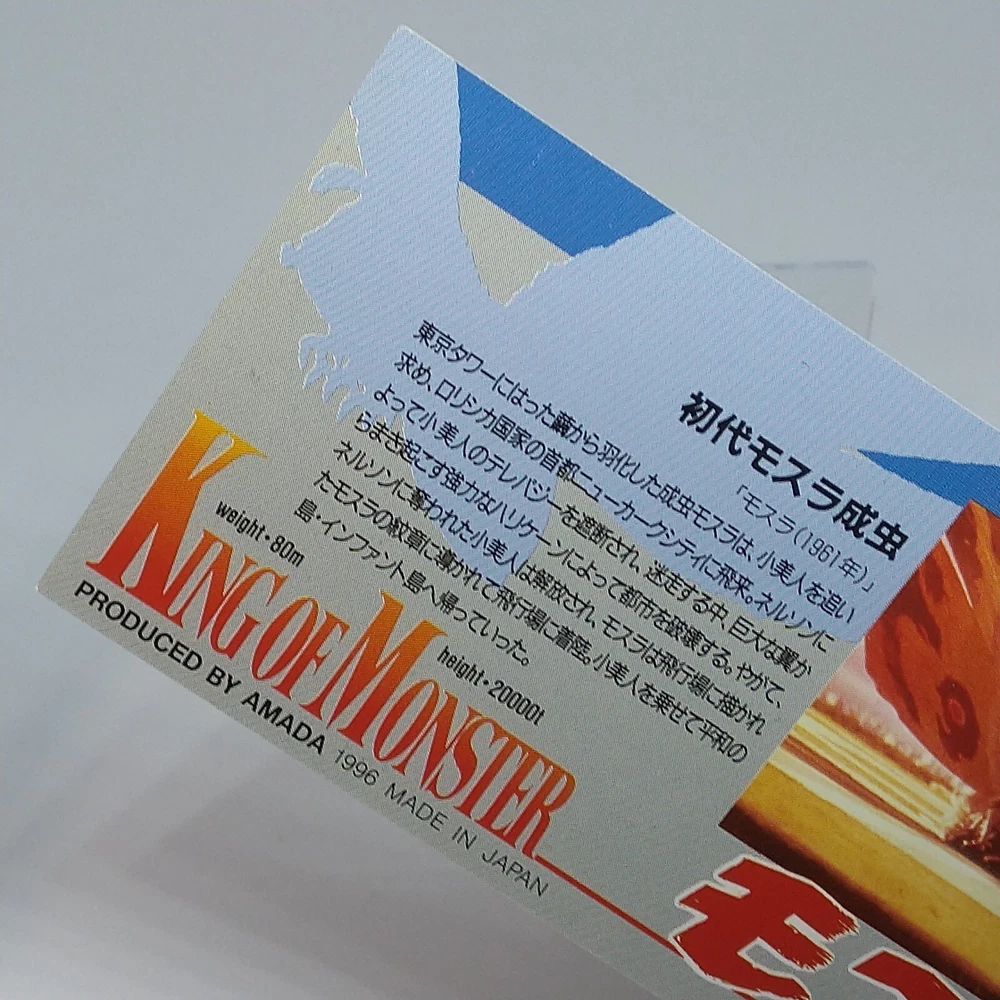 初代モスラ成虫
「モスラ(1961年)」
東京タワーにはった繭から羽化した成虫モスラは、小美人を追い
求め、ロリシカ国家の首都ニューカークシティに飛来。ネルソンに
よって小美人のテレパシーを遮断され、迷走する中、巨大な翼か
らまき起こす強力なハリケーンによって都市を破壊する。やがて、
ネルソンに奪われた小美人は解放され、モスラは飛行場に描かれ
たモスラの紋章に導かれて飛行場に着陸。小美人を乗せて平和の
島・インファント島へ帰っていった。
weight・80m
height・20000t
KING OF MONSTER
PRODUCED BY AMADA 1996 MADE IN JAPAN
モ